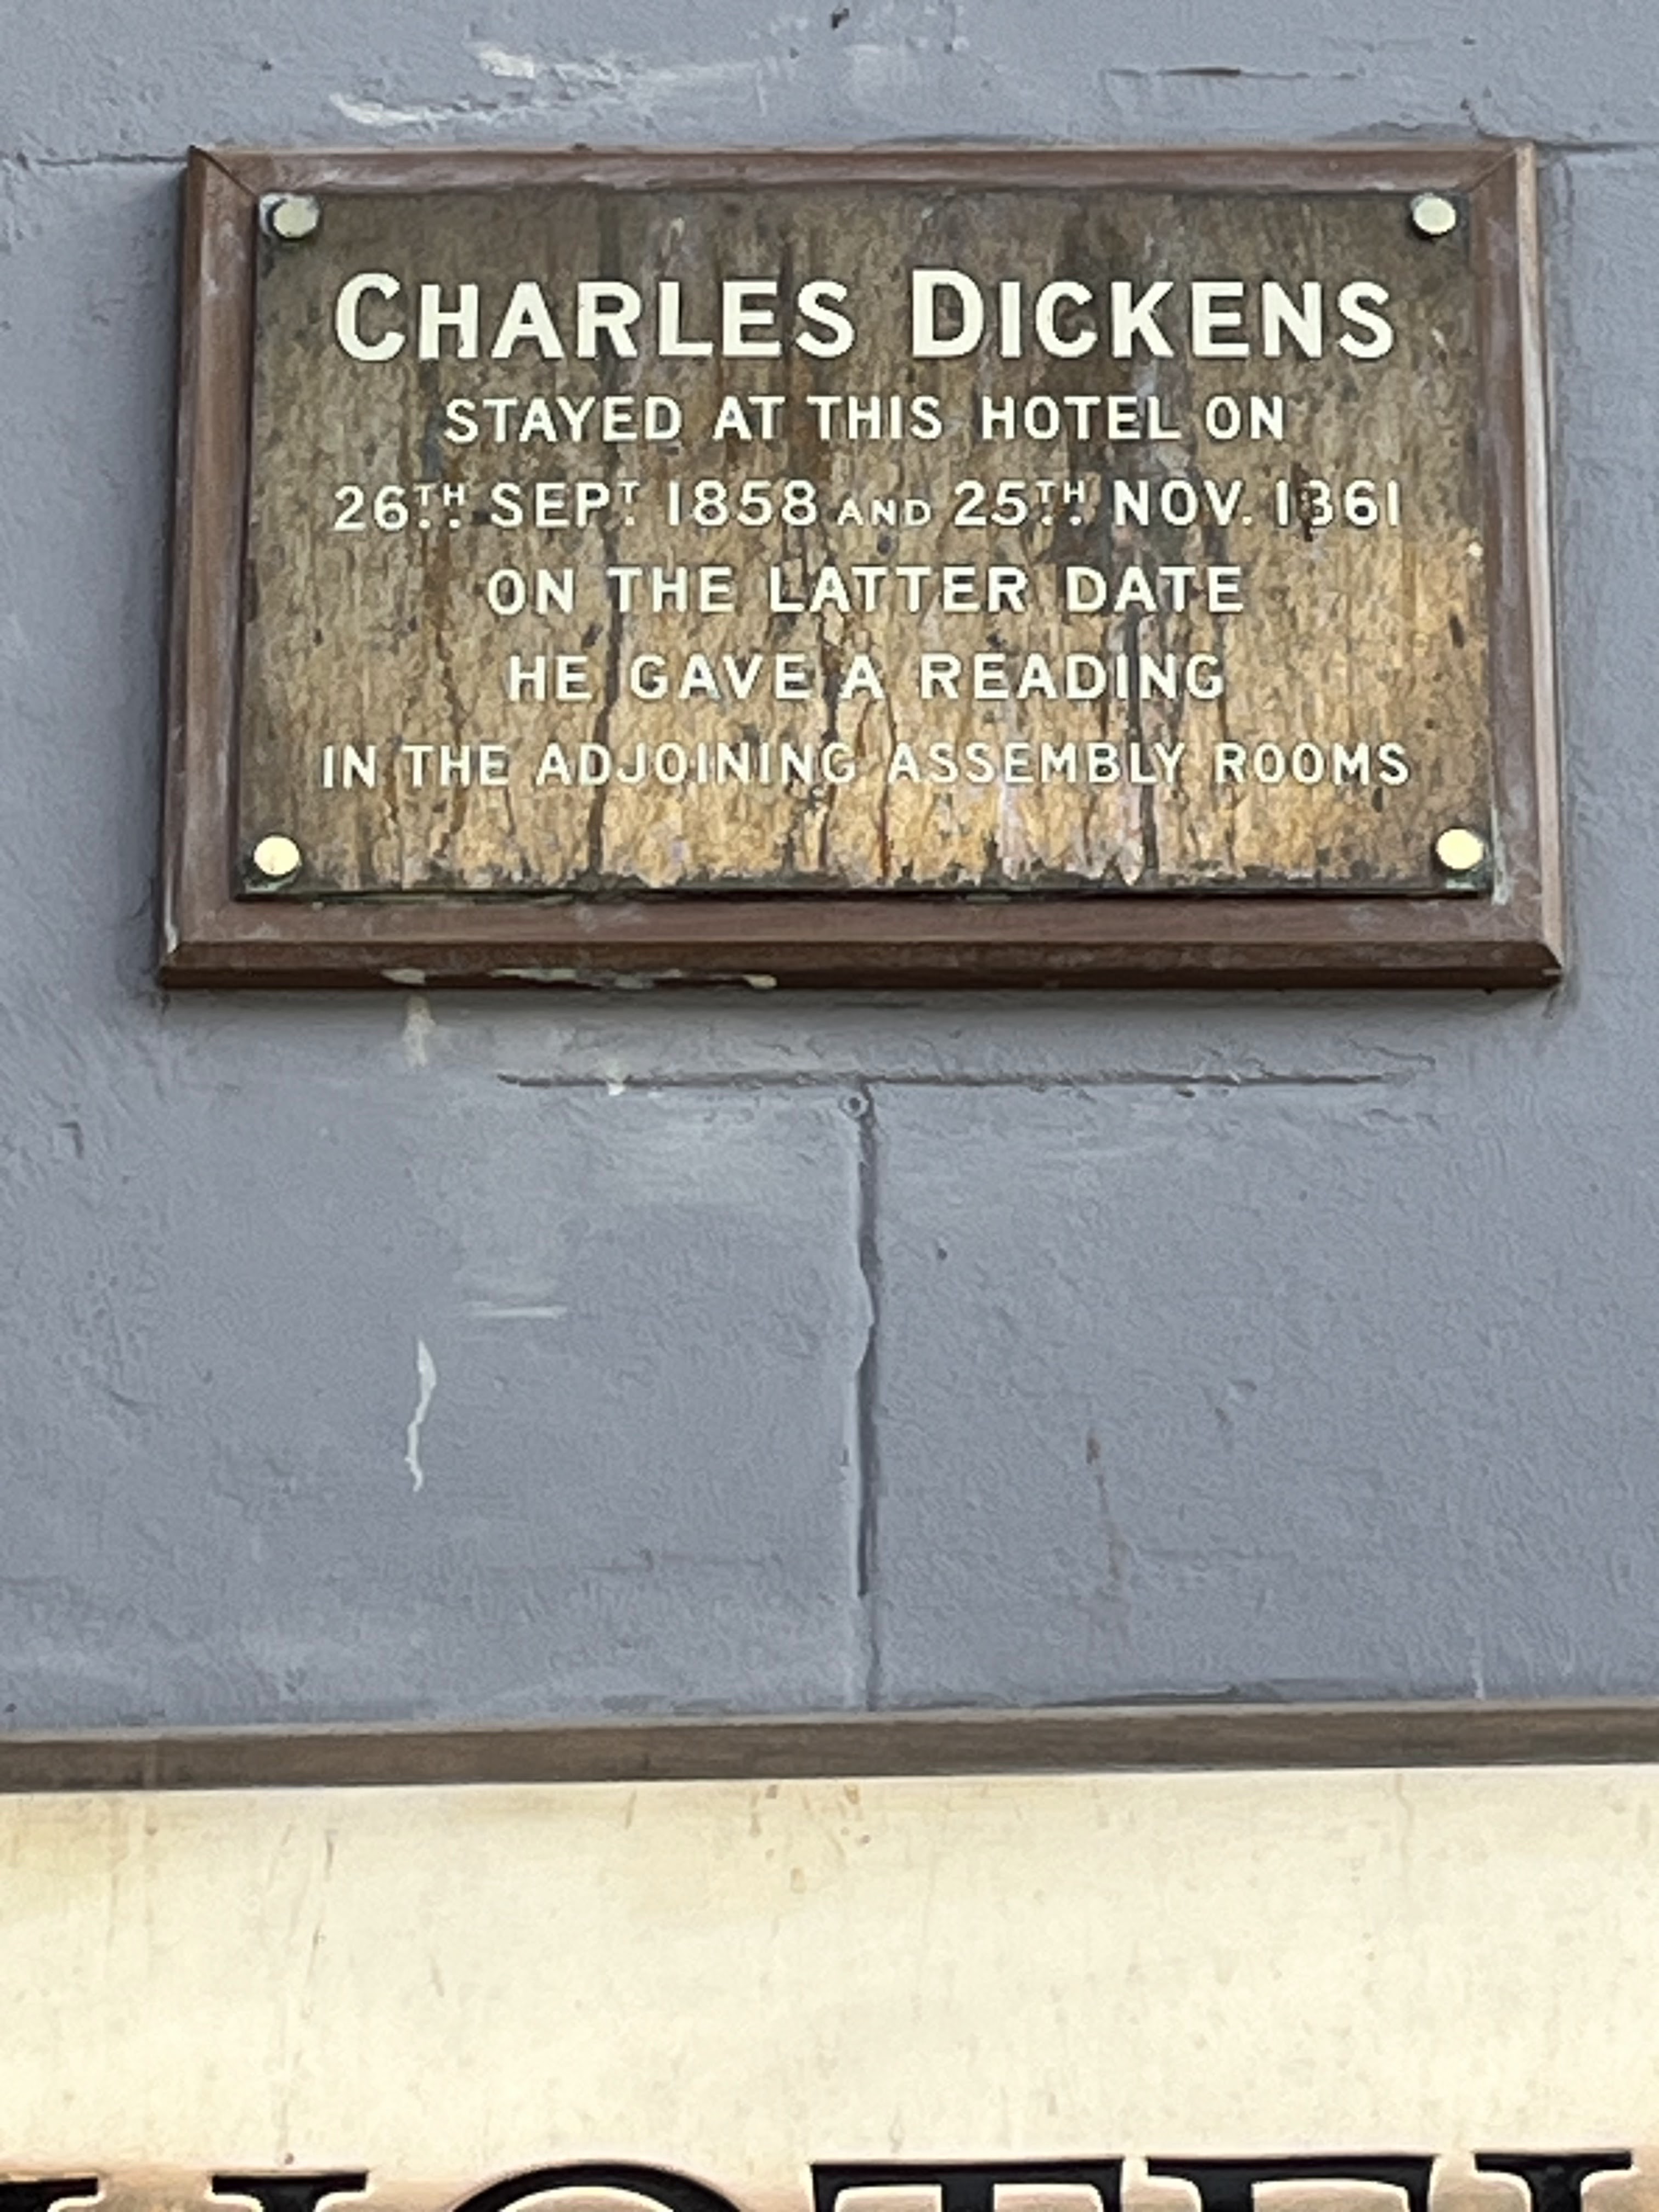 CHARLES DICKENS
STAYED AT THIS HOTEL ON
26TH SEPT 1858 AND 25TH NOV. 1861
ON THE LATTER DATE
HE GAVE A READING
IN THE ADJOINING ASSEMBLY ROOMS
HOTEL